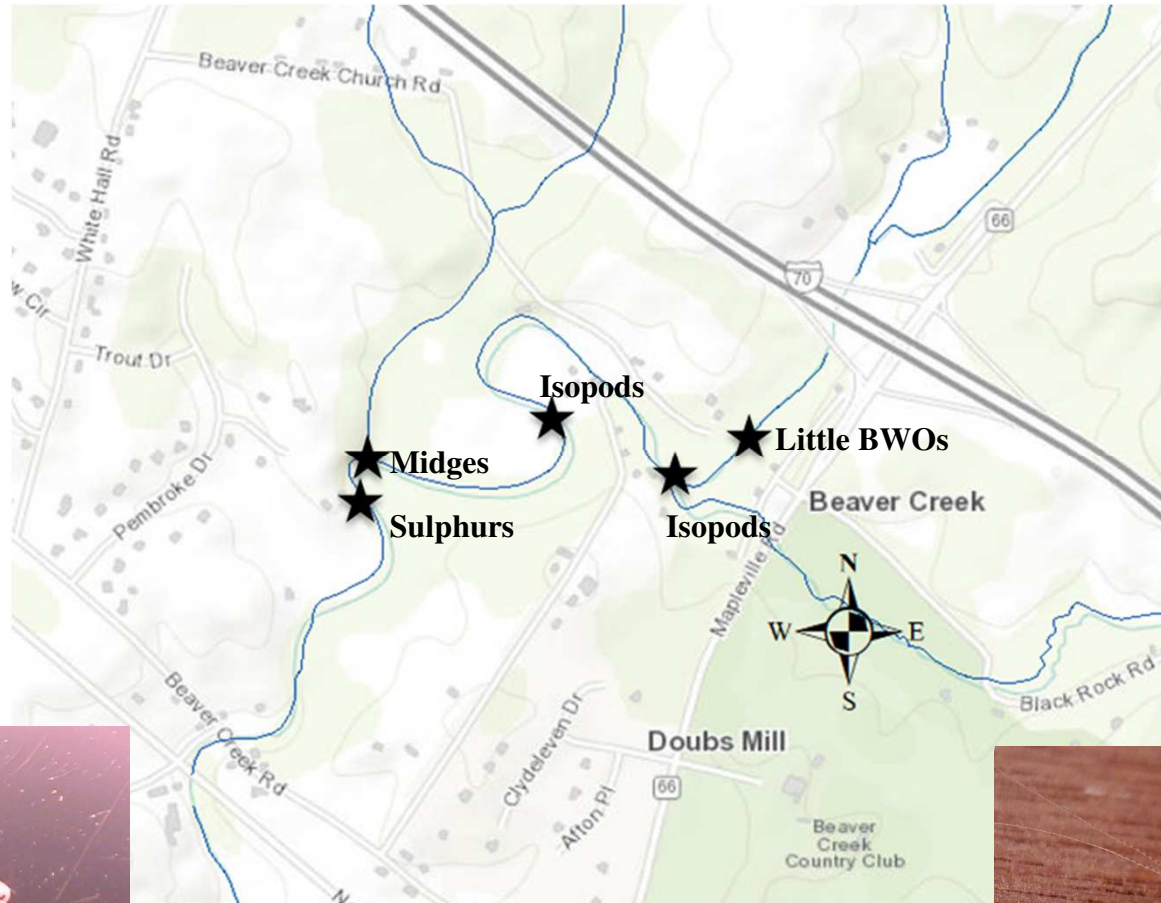 Beaver Creek Church Rd
White Hall Rd
66
70
Trout Dr
Isopods
Little BWOs
Midges
Pembroke Dr
Beaver Creek
Sulphurs
Isopods
Mapleville Rd
N
W
E
S
Black Rock Rd
Beaver Creek Rd
Clydeleven Dr
Doubs Mill
66
Afton Pl
Beaver
Creek
Country Club